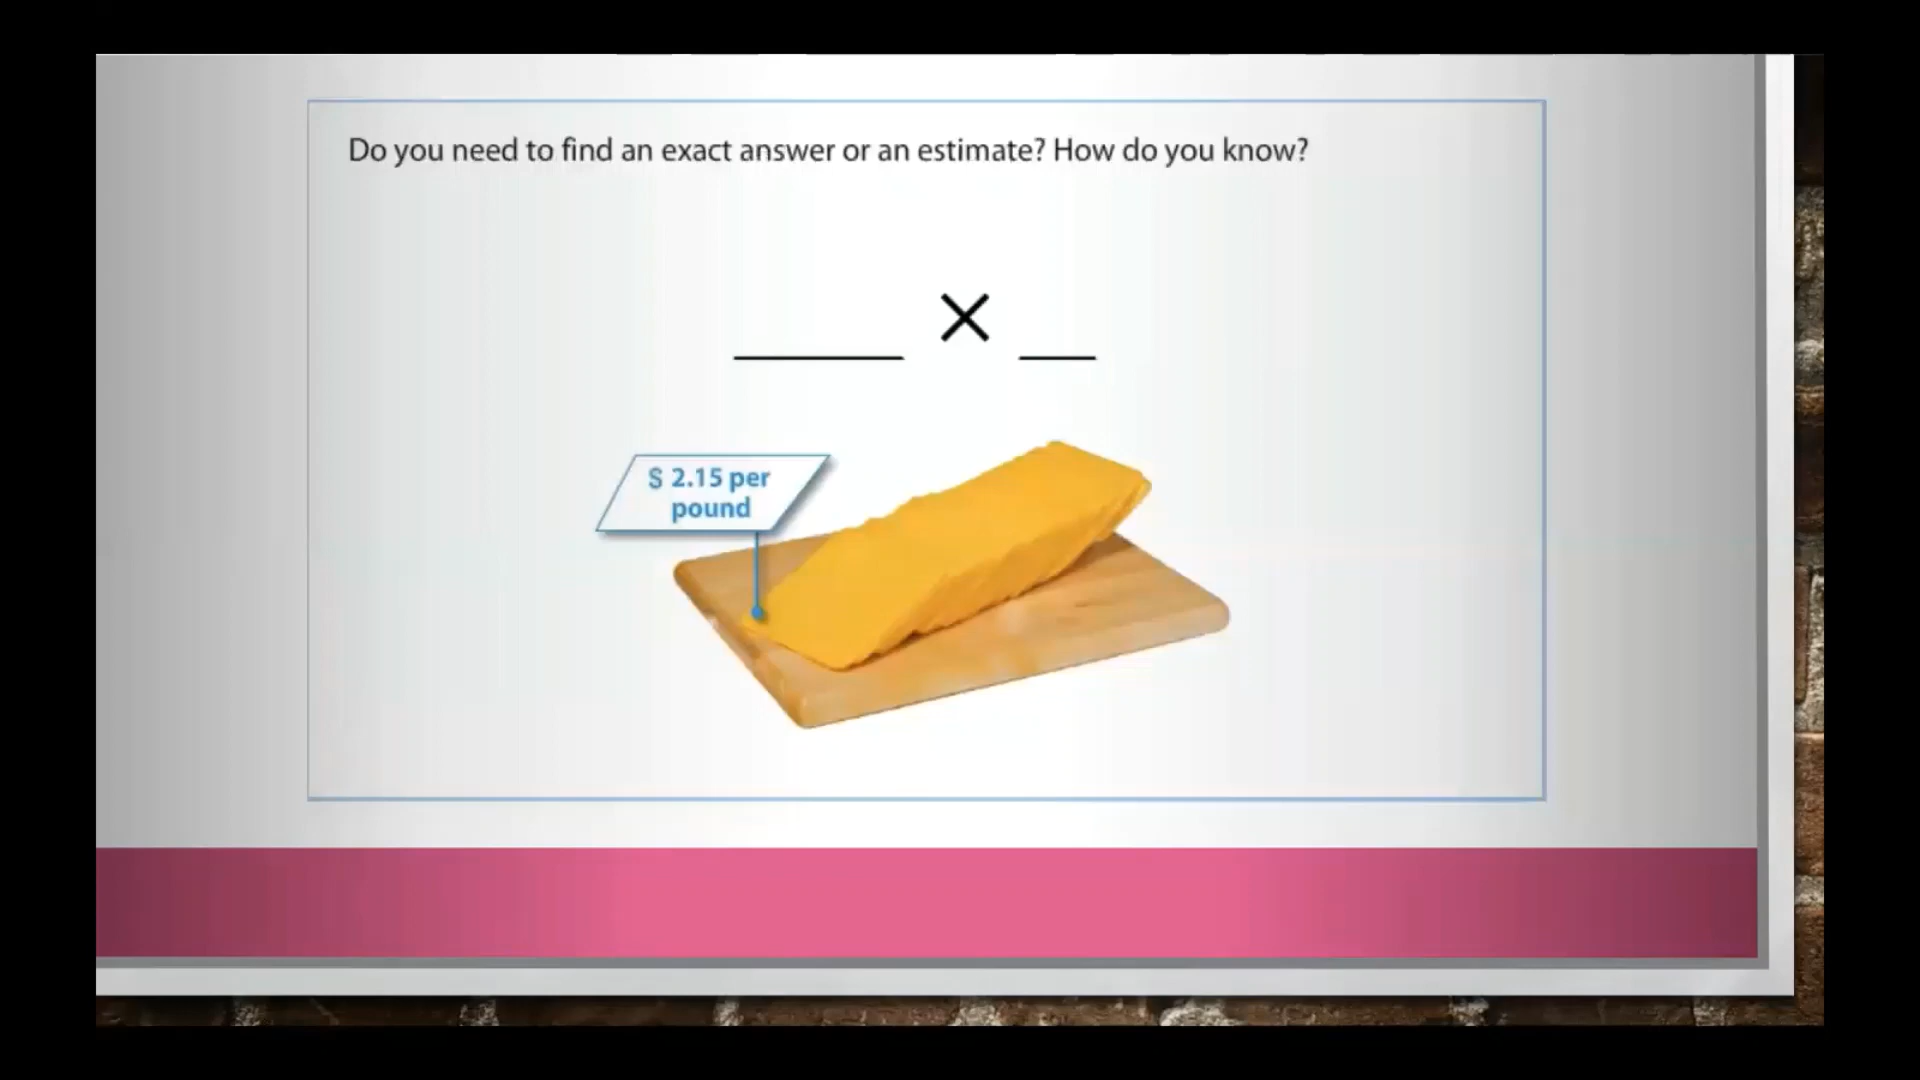 Do you need to find an exact answer or an estimate? How do you know?
×
$ 2.15 per
pound